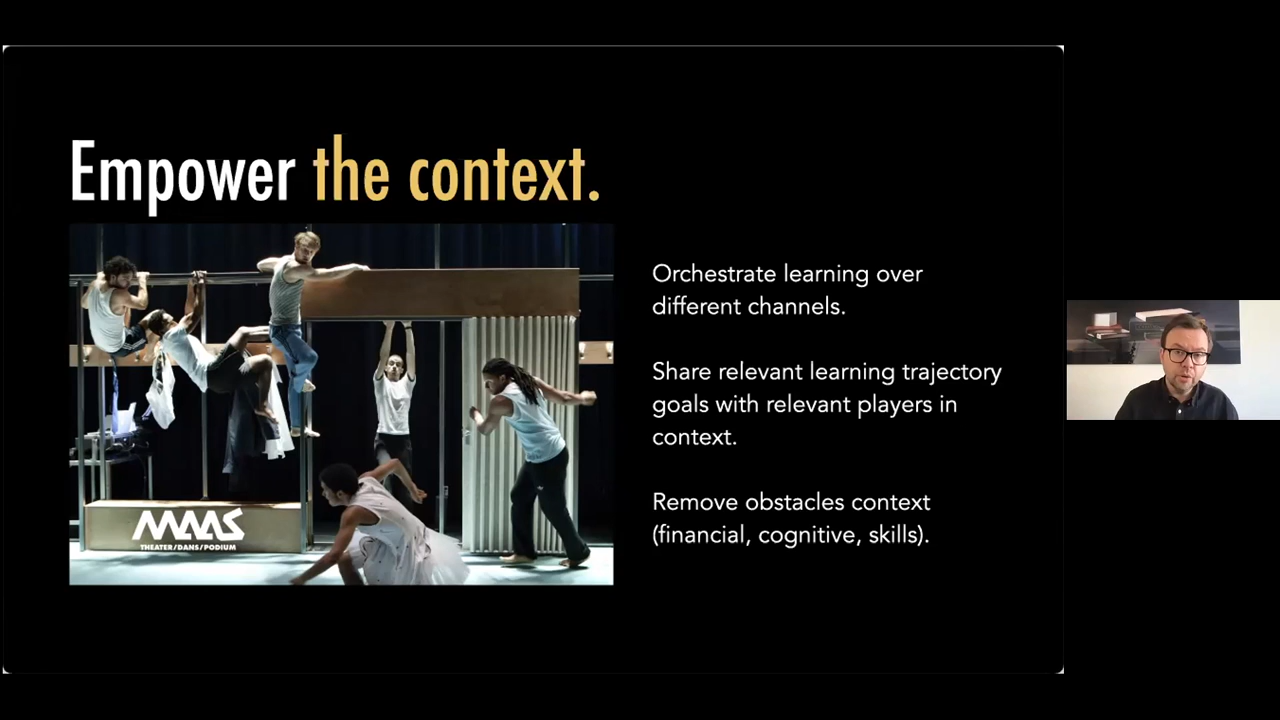 Empower the context.
Orchestrate learning over
different channels.
Share relevant learning trajectory
goals with relevant players in
context.
Remove obstacles context
(financial, cognitive, skills).
MAAS
THEATER/DANS/PODIUM